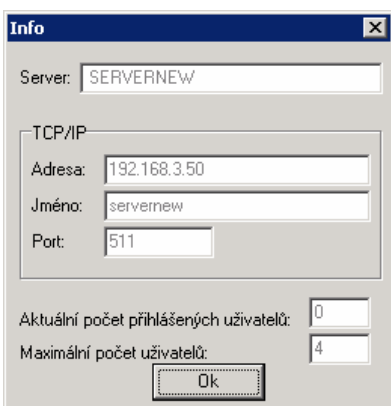 Info
Server: SERVERNEW
TCP/IP
Adresa: 192.168.3.50
Jméno: servernew
Port: 511
Aktuální počet přihlášených uživatelů: 0
Maximální počet uživatelů: 4
Ok